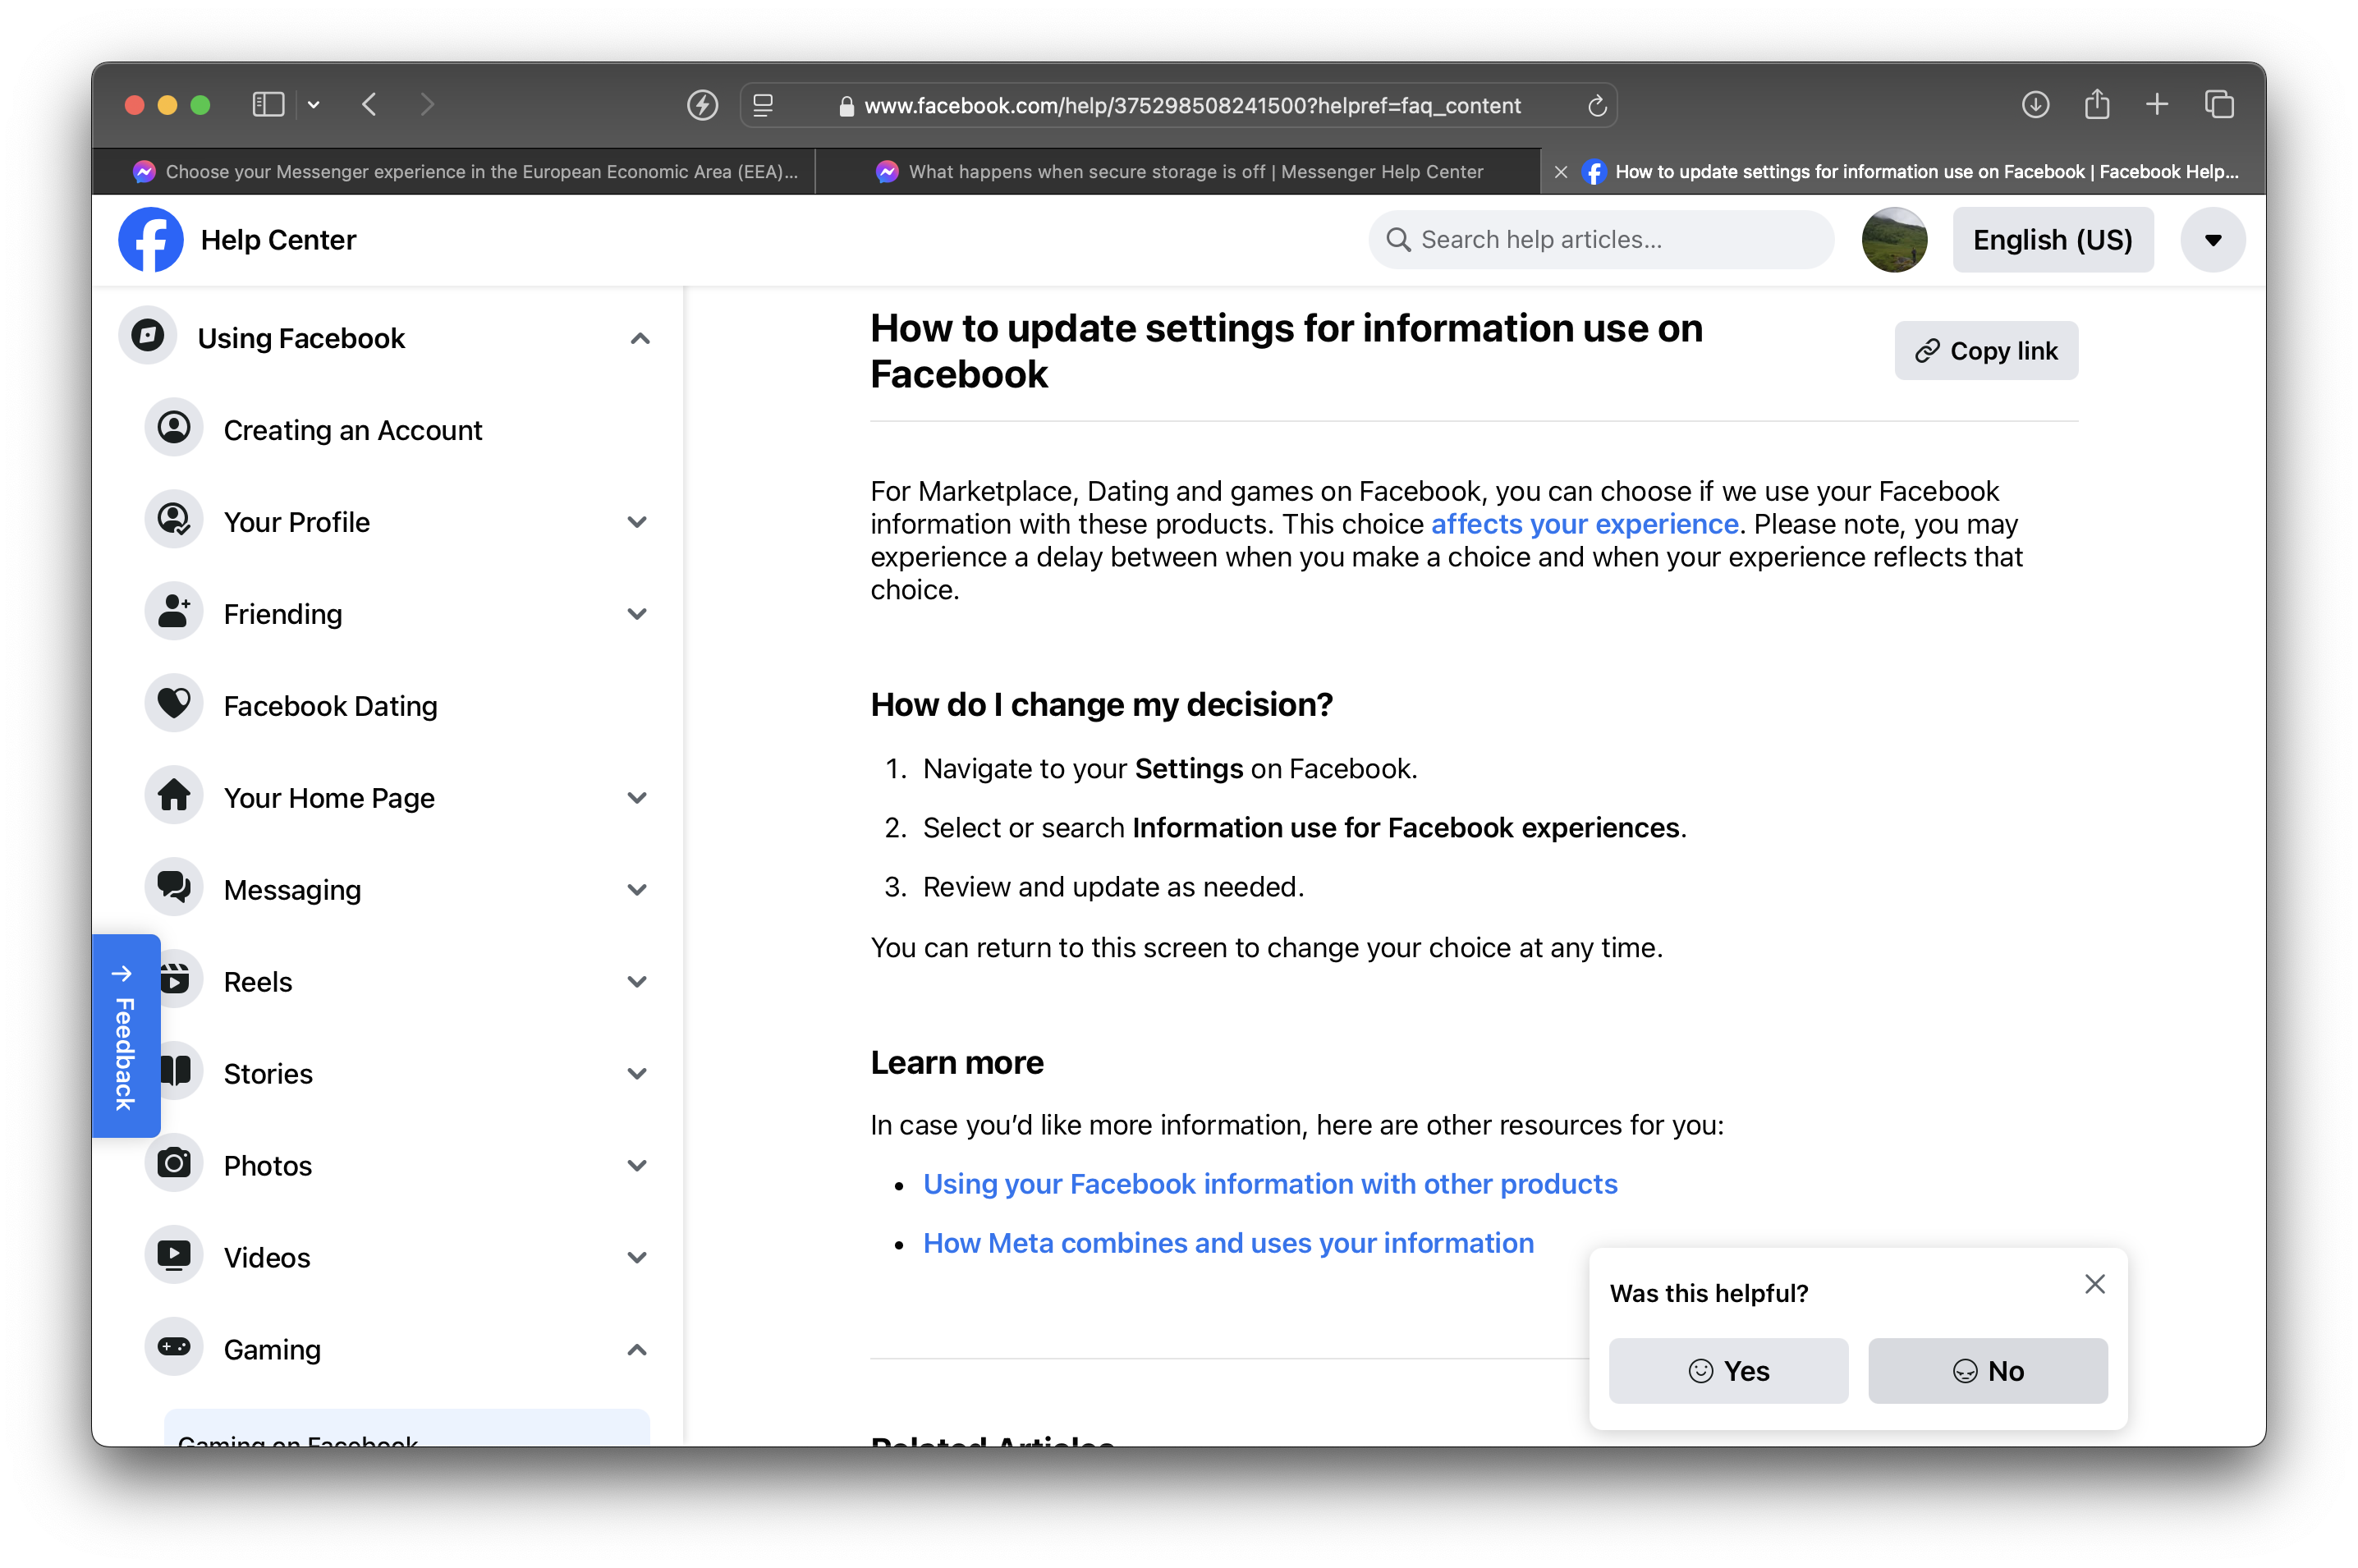 www.facebook.com/help/375298508241500?helpref=faq_content
Choose your Messenger experience in the European Economic Area (EEA)...
What happens when secure storage is off | Messenger Help Center
How to update settings for information use on Facebook | Facebook Help...
Help Center
Search help articles...
English (US)
Using Facebook
Creating an Account
Your Profile
Friending
Facebook Dating
Your Home Page
Messaging
Reels
Stories
Photos
Videos
Gaming
Gaming on Facebook
Feedback
How to update settings for information use on
Facebook
Copy link
For Marketplace, Dating and games on Facebook, you can choose if we use your Facebook
information with these products. This choice affects your experience. Please note, you may
experience a delay between when you make a choice and when your experience reflects that
choice.
How do I change my decision?
1. Navigate to your Settings on Facebook.
2. Select or search Information use for Facebook experiences.
3. Review and update as needed.
You can return to this screen to change your choice at any time.
Learn more
In case you’d like more information, here are other resources for you:
• Using your Facebook information with other products
• How Meta combines and uses your information
Related Articles
Was this helpful?
Yes
No